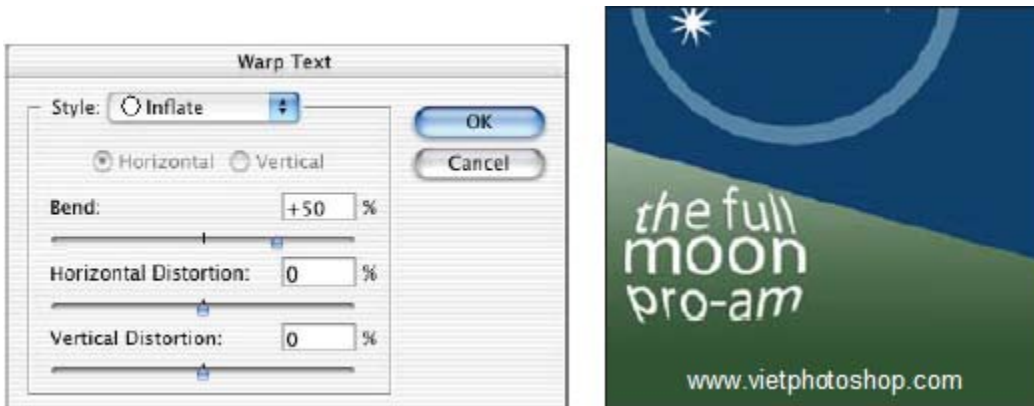 Warp Text
Style: Inflate
OK
Horizontal Vertical
Cancel
Bend: +50 %
Horizontal Distortion: 0 %
Vertical Distortion: 0 %
the full
moon
pro-am
www.vietphotoshop.com